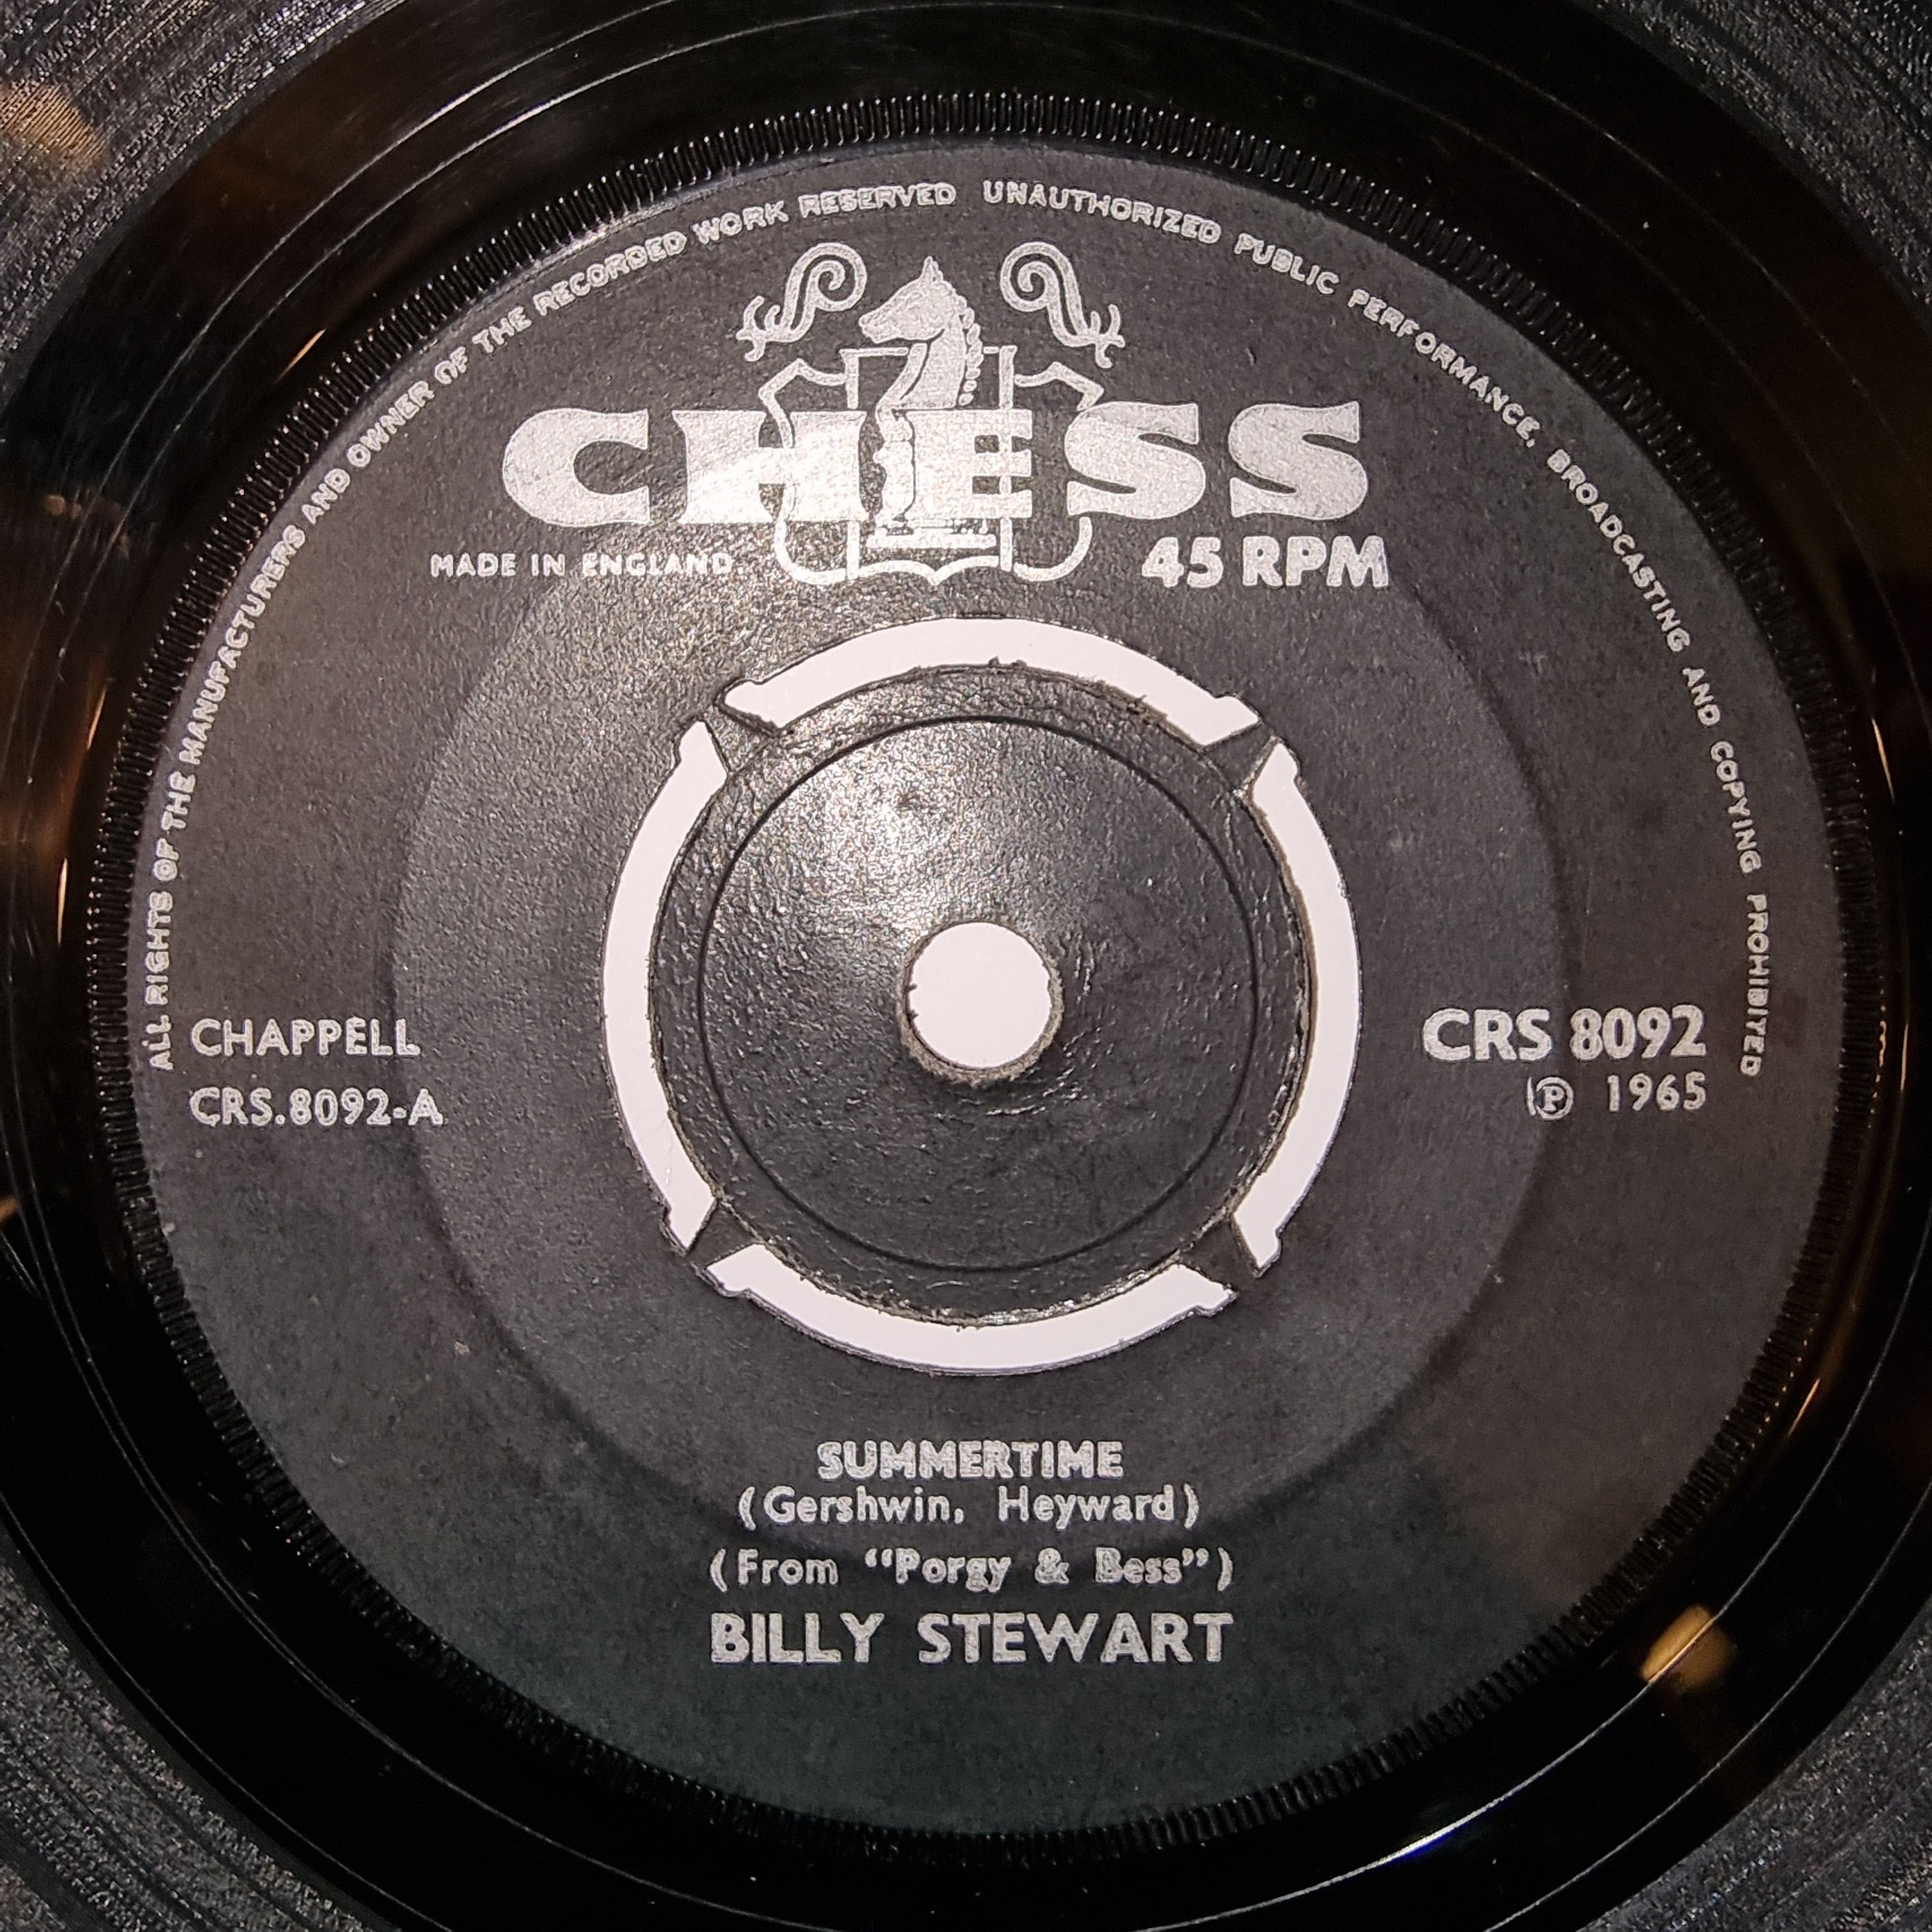 ALL RIGHTS OF THE MANUFACTURERS AND OWNER OF THE RECORDED WORK RESERVED UNAUTHORIZED PUBLIC PERFORMANCE, BROADCASTING AND COPYING PROHIBITED
CHESS
MADE IN ENGLAND
45 RPM
CHAPPELL
CRS.8092-A
CRS 8092
Ⓟ 1965
SUMMERTIME
(Gershwin, Heyward)
(From “Porgy & Bess”)
BILLY STEWART